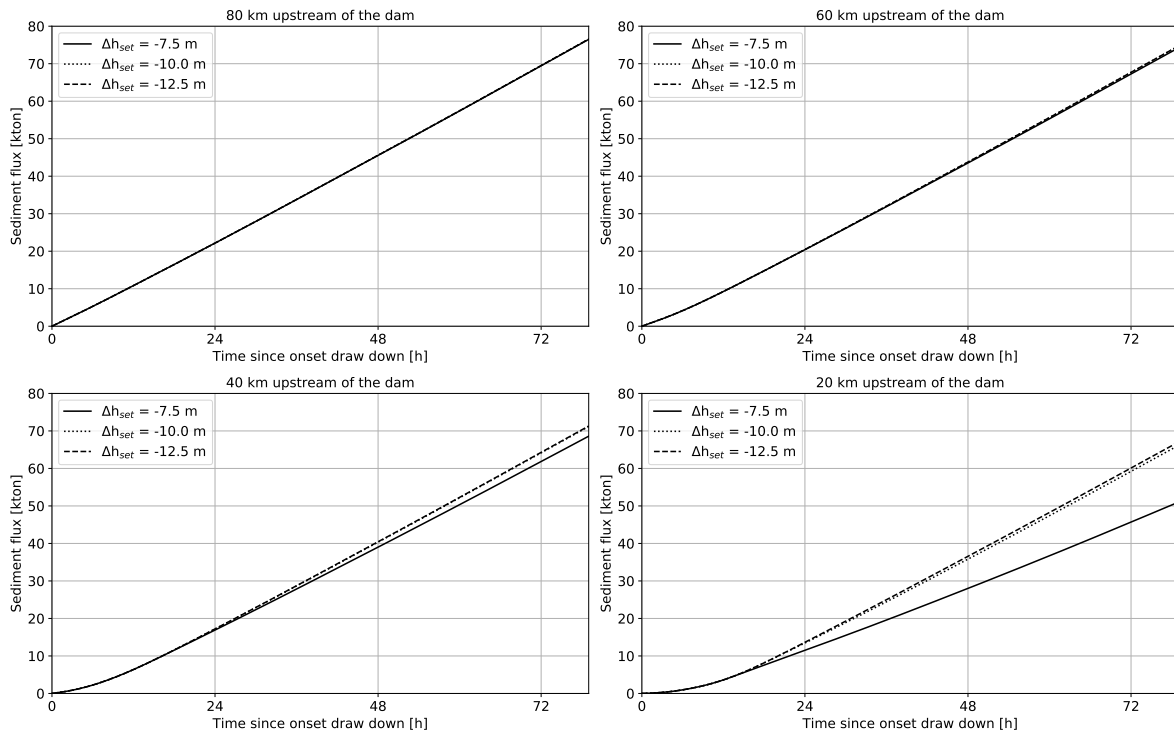 80 km upstream of the dam
80
70
60
50
40
30
20
10
0
Sediment flux [kton]
Δh_set = -7.5 m
Δh_set = -10.0 m
Δh_set = -12.5 m
0 24 48 72
Time since onset draw down [h]
60 km upstream of the dam
80
70
60
50
40
30
20
10
0
Sediment flux [kton]
Δh_set = -7.5 m
Δh_set = -10.0 m
Δh_set = -12.5 m
0 24 48 72
Time since onset draw down [h]
40 km upstream of the dam
80
70
60
50
40
30
20
10
0
Sediment flux [kton]
Δh_set = -7.5 m
Δh_set = -10.0 m
Δh_set = -12.5 m
0 24 48 72
Time since onset draw down [h]
20 km upstream of the dam
80
70
60
50
40
30
20
10
0
Sediment flux [kton]
Δh_set = -7.5 m
Δh_set = -10.0 m
Δh_set = -12.5 m
0 24 48 72
Time since onset draw down [h]